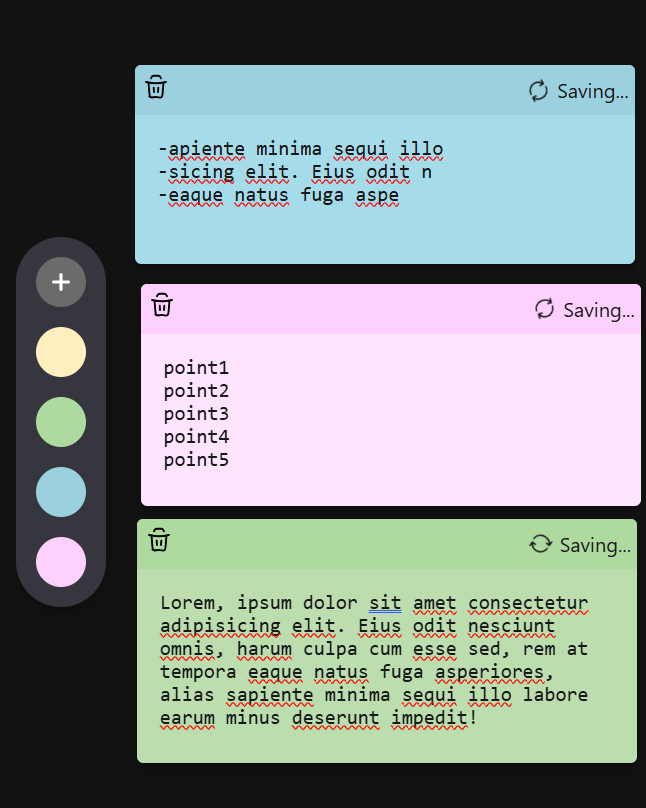 Saving...
-apiente minima sequi illo
-sicing elit. Eius odit n
-eaque natus fuga aspe
Saving...
point1
point2
point3
point4
point5
Saving...
Lorem, ipsum dolor sit amet consectetur
adipisicing elit. Eius odit nesciunt
omnis, harum culpa cum esse sed, rem at
tempora eaque natus fuga asperiores,
alias sapiente minima sequi illo labore
earum minus deserunt impedit!